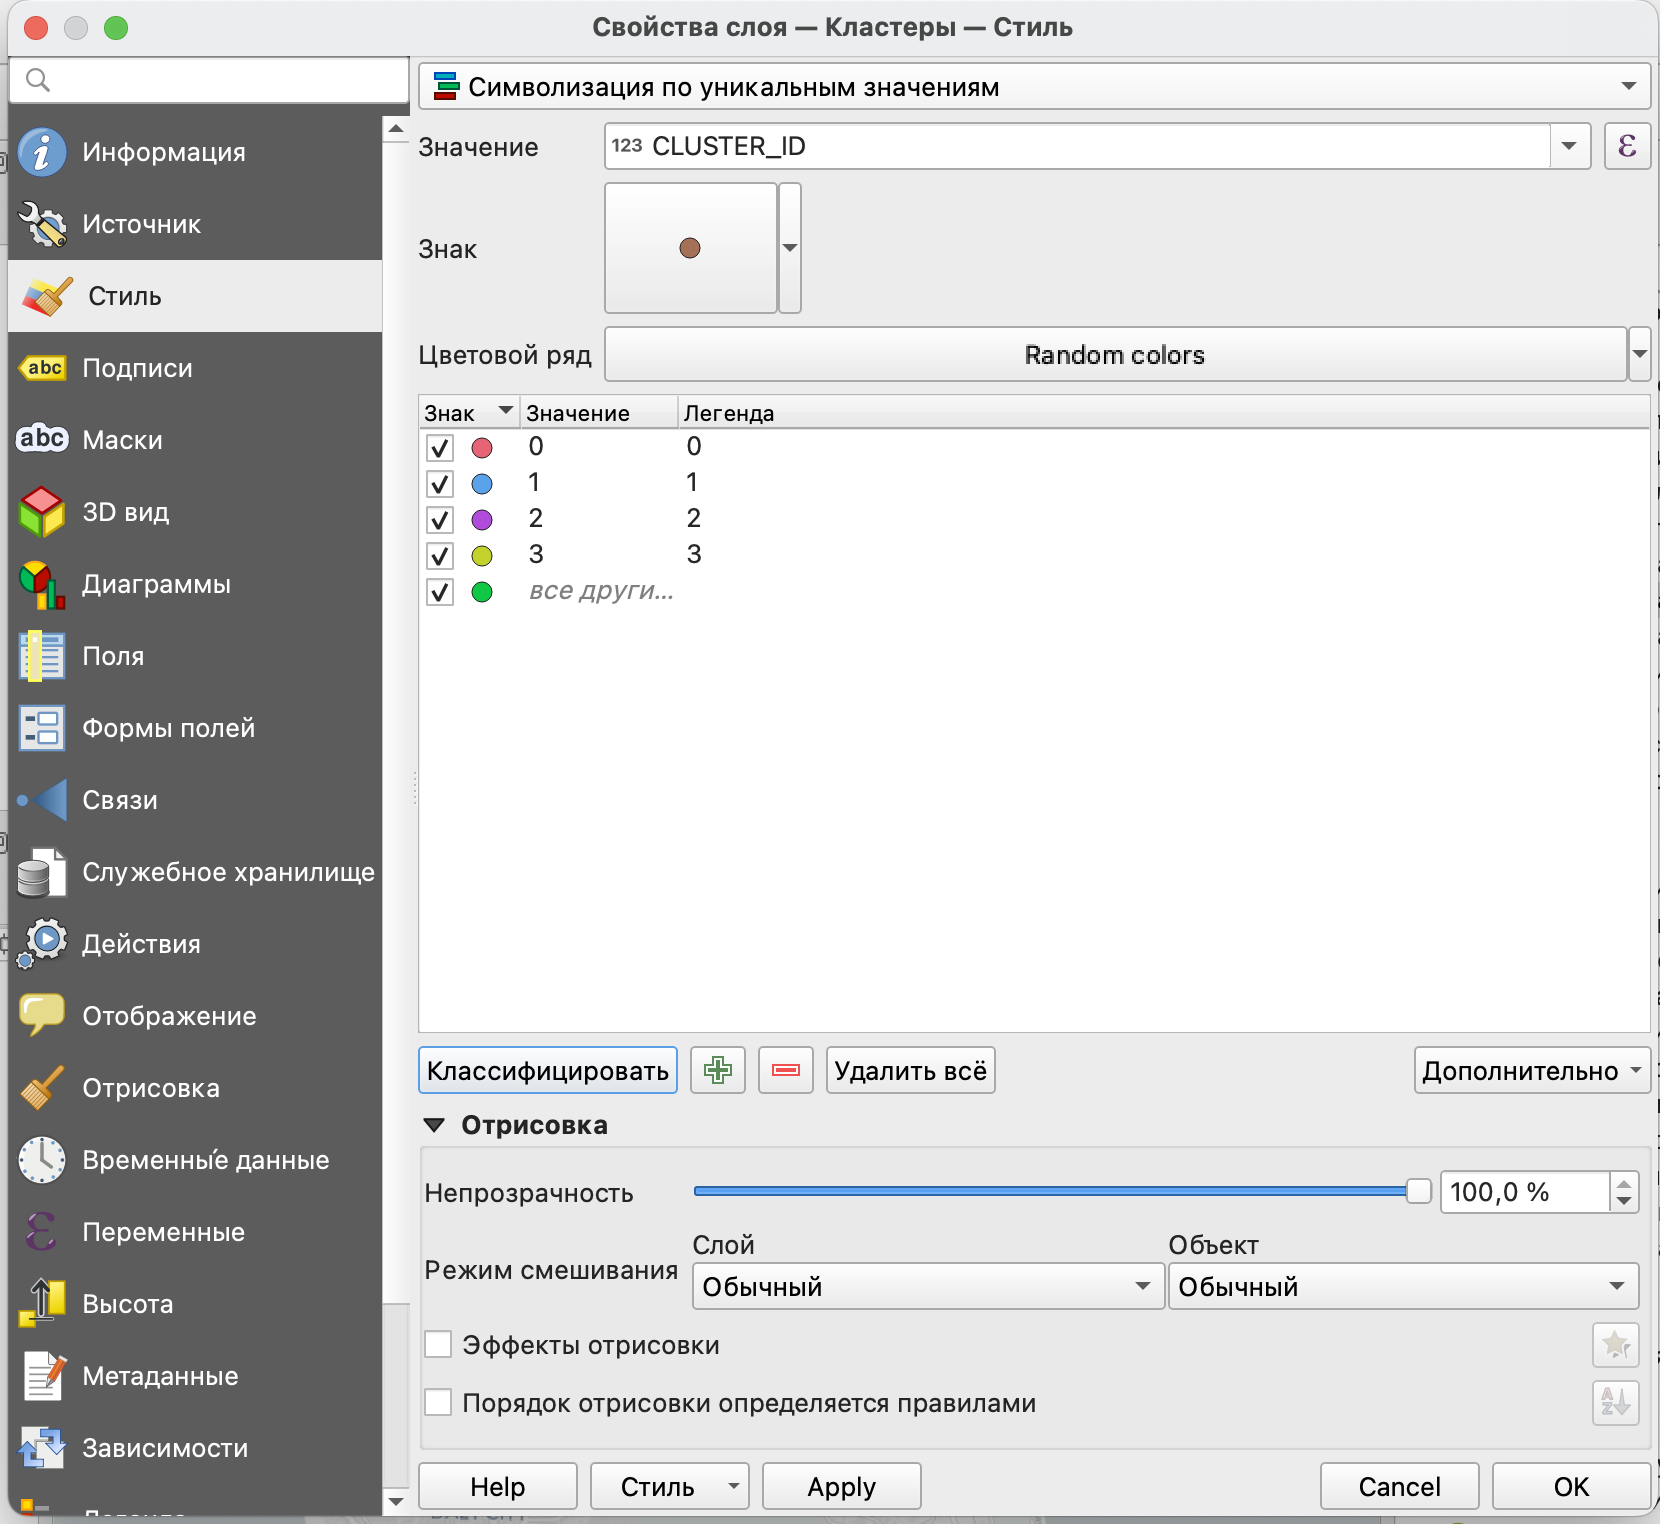 Свойства слоя — Кластеры — Стиль
Информация
Источник
Стиль
abc Подписи
abc Маски
3D вид
Диаграммы
Поля
Формы полей
Связи
Служебное хранилище
Действия
Отображение
Отрисовка
Временны́е данные
Переменные
Высота
Метаданные
Зависимости
Символизация по уникальным значениям
Значение 123 CLUSTER_ID ε
Знак
Цветовой ряд Random colors
Знак Значение Легенда
0 0
1 1
2 2
3 3
все други...
Классифицировать Удалить всё Дополнительно
Отрисовка
Непрозрачность 100,0 %
Слой Объект
Режим смешивания Обычный Обычный
Эффекты отрисовки
Порядок отрисовки определяется правилами
Help Стиль Apply Cancel OK